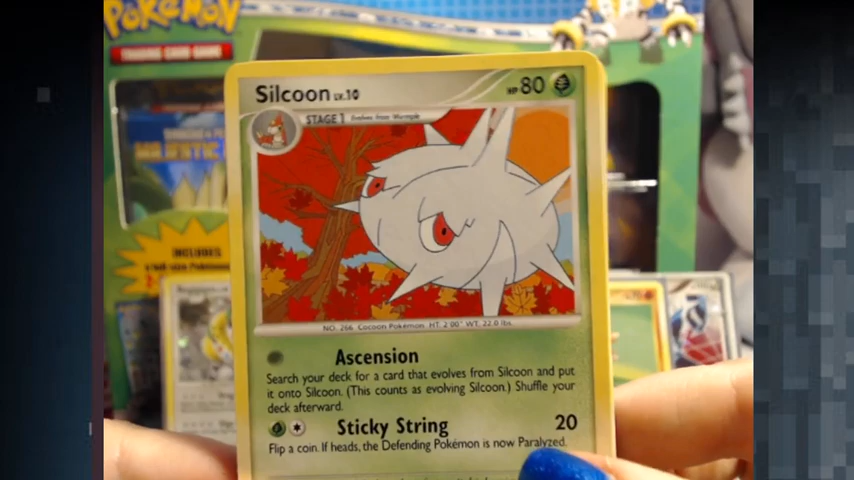 Pokémon
TRADING CARD GAME
Silcoon LV.10
HP 80
STAGE 1 Evolves from Wurmple
MAJESTIC
INCLUDES
NO. 266 Cocoon Pokémon HT: 2'00" WT: 22.0 lbs.
Ascension
Search your deck for a card that evolves from Silcoon and put
it onto Silcoon. (This counts as evolving Silcoon.) Shuffle your
deck afterward.
Sticky String 20
Flip a coin. If heads, the Defending Pokémon is now Paralyzed.